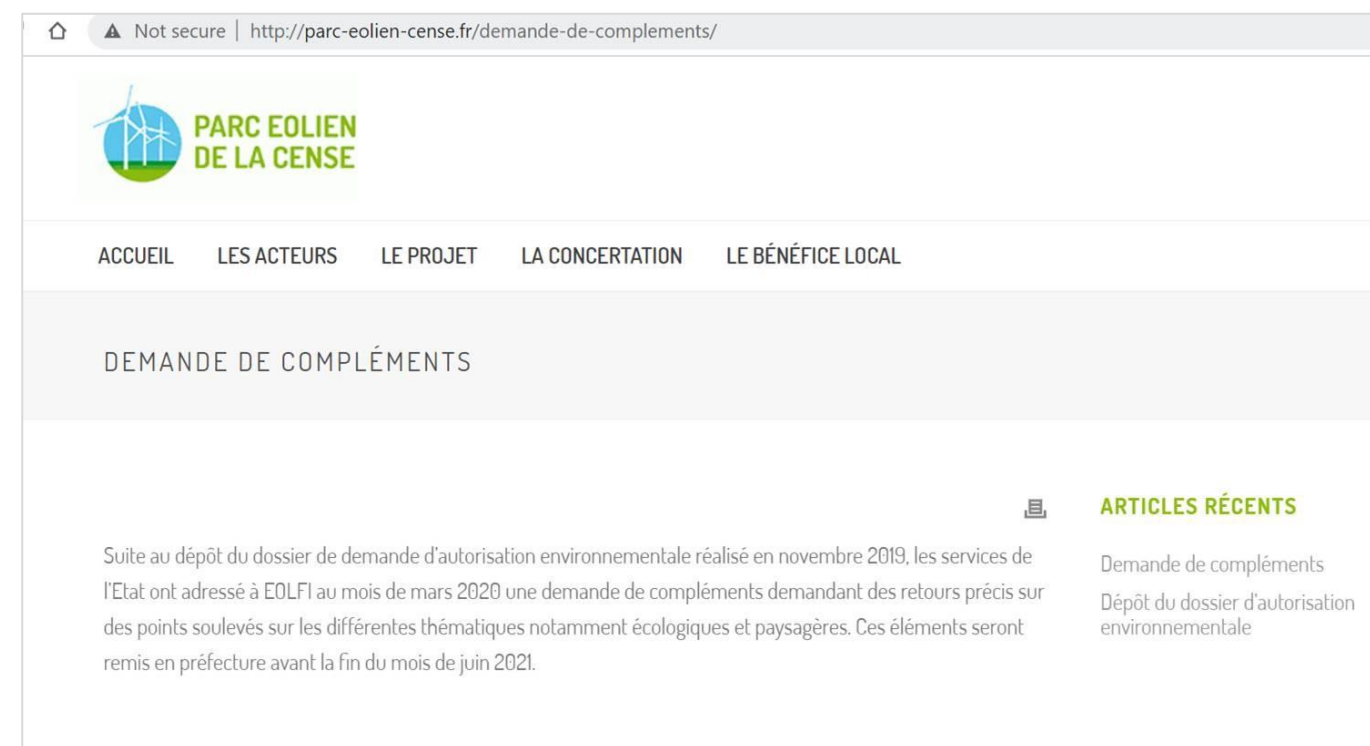 Not secure | http://parc-eolien-cense.fr/demande-de-complements/
PARC EOLIEN
DE LA CENSE
ACCUEIL LES ACTEURS LE PROJET LA CONCERTATION LE BÉNÉFICE LOCAL
DEMANDE DE COMPLÉMENTS
Suite au dépôt du dossier de demande d'autorisation environnementale réalisé en novembre 2019, les services de
l'Etat ont adressé à EOLFI au mois de mars 2020 une demande de compléments demandant des retours précis sur
des points soulevés sur les différentes thématiques notamment écologiques et paysagères. Ces éléments seront
remis en préfecture avant la fin du mois de juin 2021.
ARTICLES RÉCENTS
Demande de compléments
Dépôt du dossier d'autorisation
environnementale